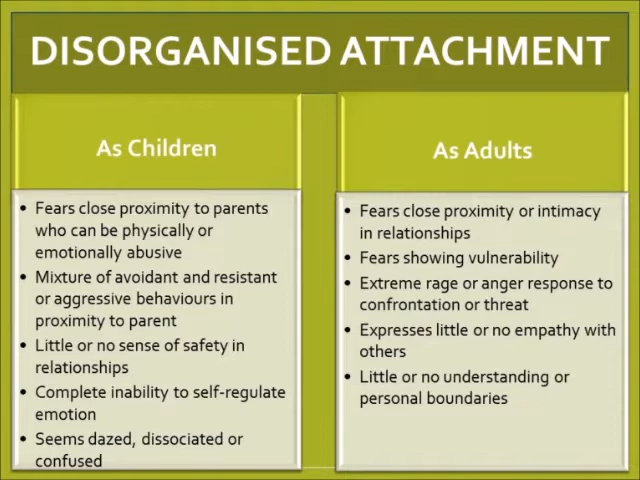 DISORGANISED ATTACHMENT
As Children
• Fears close proximity to parents
who can be physically or
emotionally abusive
• Mixture of avoidant and resistant
or aggressive behaviours in
proximity to parent
• Little or no sense of safety in
relationships
• Complete inability to self-regulate
emotion
• Seems dazed, dissociated or
confused
As Adults
• Fears close proximity or intimacy
in relationships
• Fears showing vulnerability
• Extreme rage or anger response to
confrontation or threat
• Expresses little or no empathy with
others
• Little or no understanding or
personal boundaries